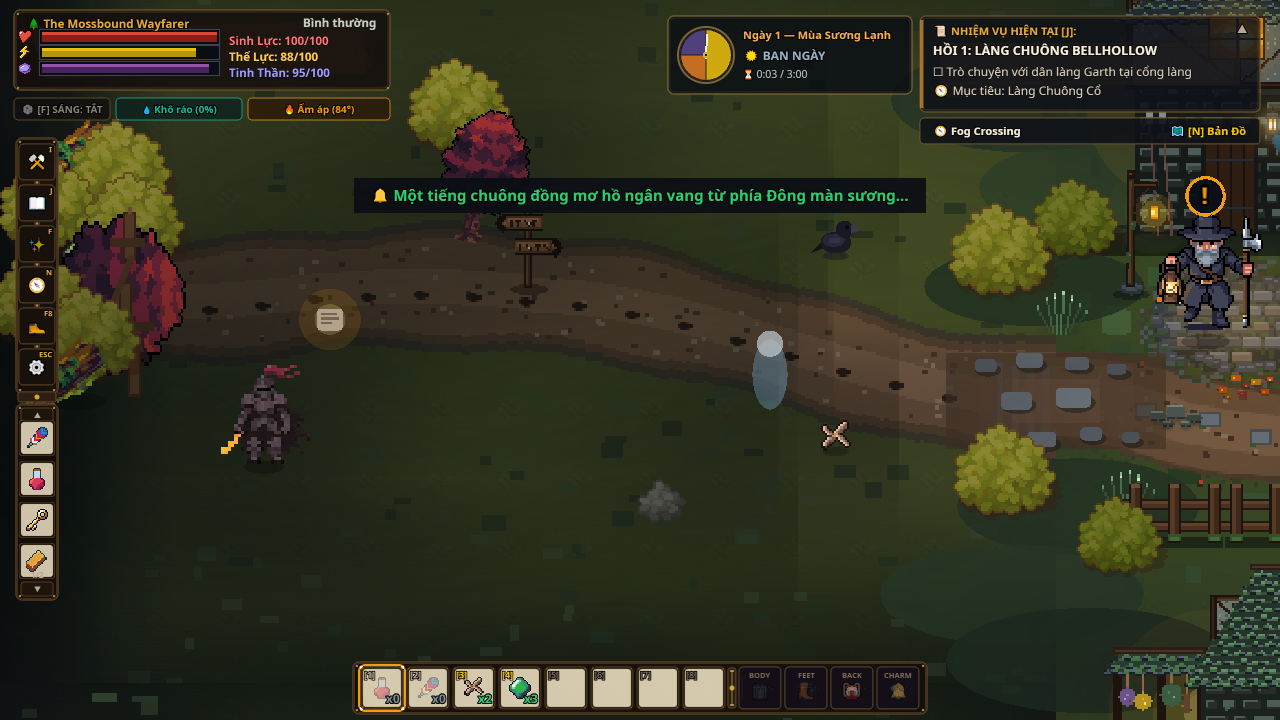 The Mossbound Wayfarer
Bình thường
Sinh Lực: 100/100
Thể Lực: 88/100
Tinh Thần: 95/100
[F] SÁNG: TẮT
Khô ráo (0%)
Ấm áp (84°)
Ngày 1 — Mùa Sương Lạnh
BAN NGÀY
0:03 / 3:00
NHIỆM VỤ HIỆN TẠI [J]:
HỒI 1: LÀNG CHUÔNG BELLHOLLOW
Trò chuyện với dân làng Garth tại cổng làng
Mục tiêu: Làng Chuông Cổ
Fog Crossing
[N] Bản Đồ
Một tiếng chuông đồng mơ hồ ngân vang từ phía Đông màn sương...
!
I
J
F
N
F8
ESC
[1]
x0
[2]
x0
[3]
x2
[4]
x3
[5]
[6]
[7]
[8]
BODY
FEET
BACK
CHARM